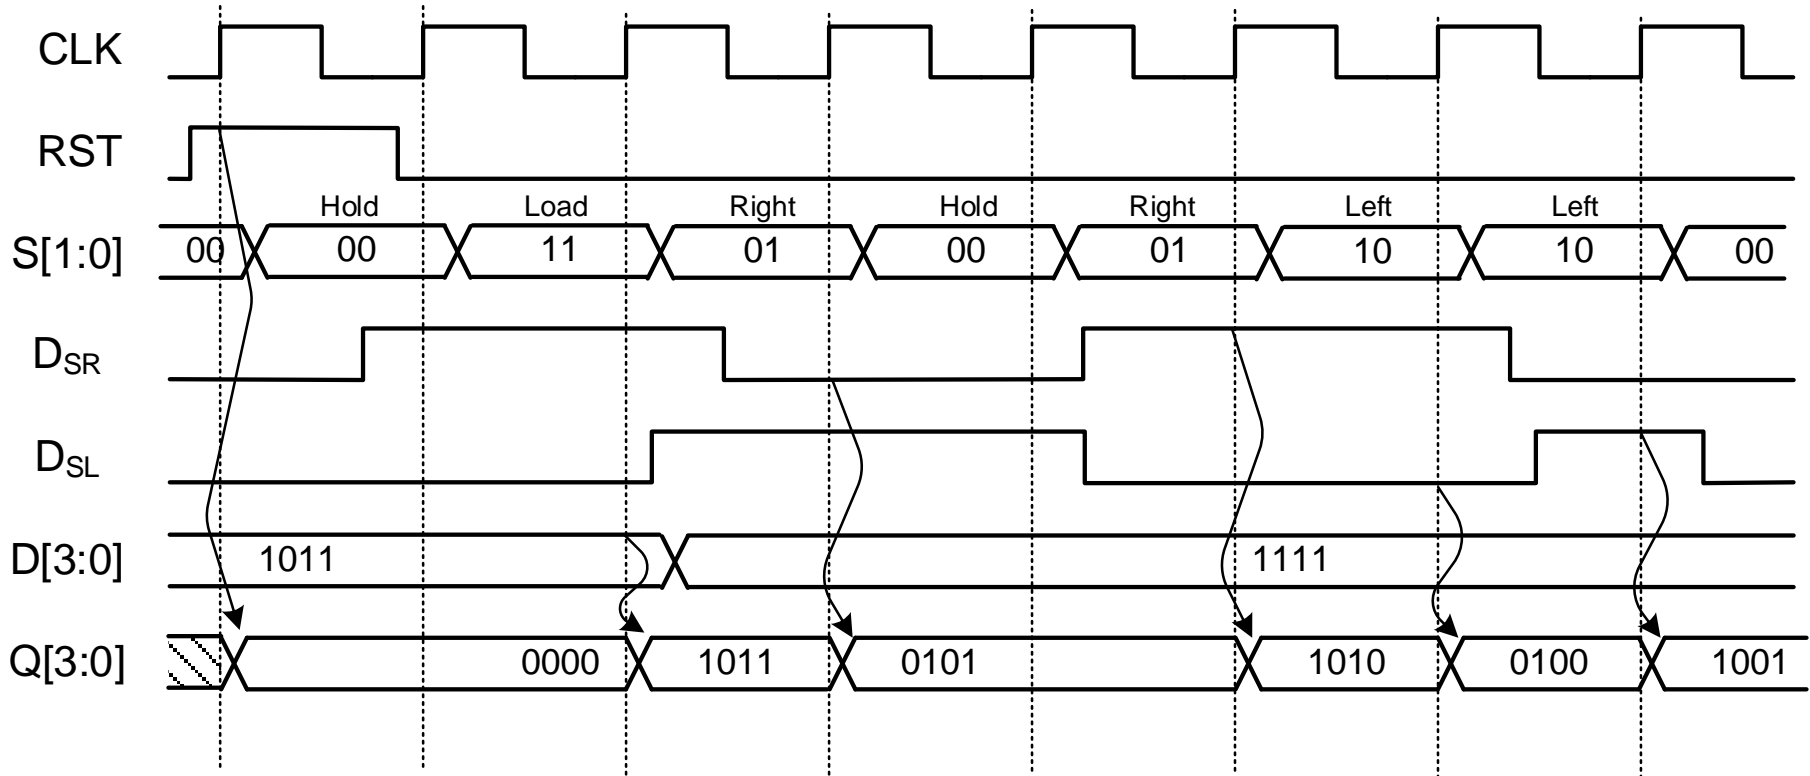 CLK
RST
Hold Load Right Hold Right Left Left
S[1:0] 00 00 11 01 00 01 10 10 00
DSR
DSL
D[3:0] 1011 1111
Q[3:0] 0000 1011 0101 1010 0100 1001